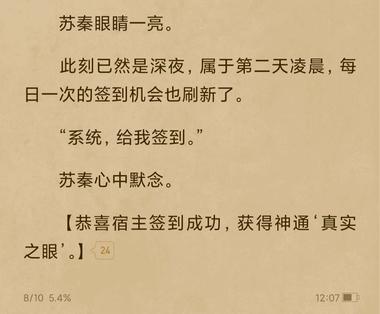 苏秦眼睛一亮。
此刻已然是深夜，属于第二天凌晨，每
日一次的签到机会也刷新了。
“系统，给我签到。”
苏秦心中默念。
【恭喜宿主签到成功，获得神通‘真实
之眼’。】 24
8/10 5.4% 12:07